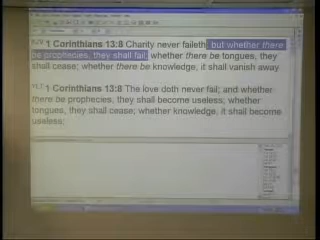 1 Corinthians 13:8 Charity never faileth: but whether there
be prophecies, they shall fail; whether there be tongues, they
shall cease; whether there be knowledge, it shall vanish away
1 Corinthians 13:8 The love doth never fail; and whether
there be prophecies, they shall become useless; whether
tongues, they shall cease; whether knowledge, it shall become
useless;